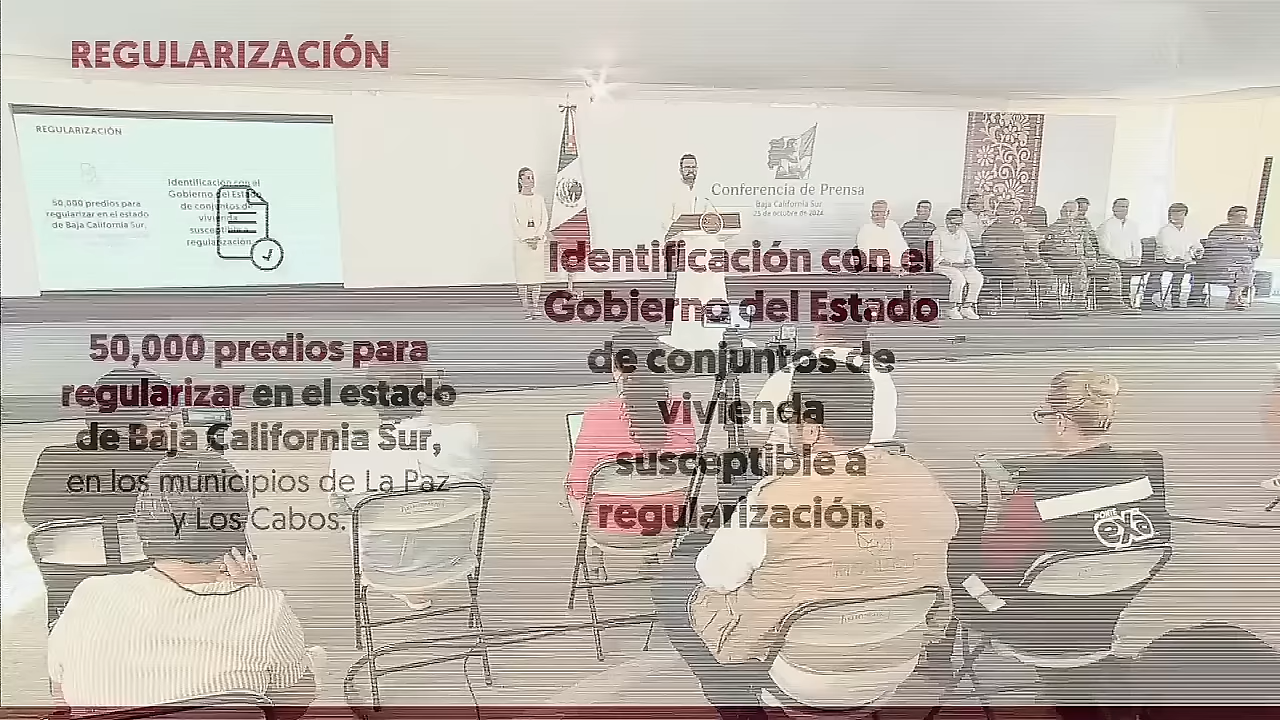 REGULARIZACIÓN
REGULARIZACIÓN
50,000 predios para
regularizar en el estado
de Baja California Sur.
Identificación con el
Gobierno del Estado
de conjuntos de
vivienda
susceptible a
regularización
Conferencia de Prensa
Baja California Sur
25 de octubre de 2024
50,000 predios para
regularizar en el estado
de Baja California Sur,
en los municipios de La Paz
y Los Cabos.
Identificación con el
Gobierno del Estado
de conjuntos de
vivienda
susceptible a
regularización.
exa